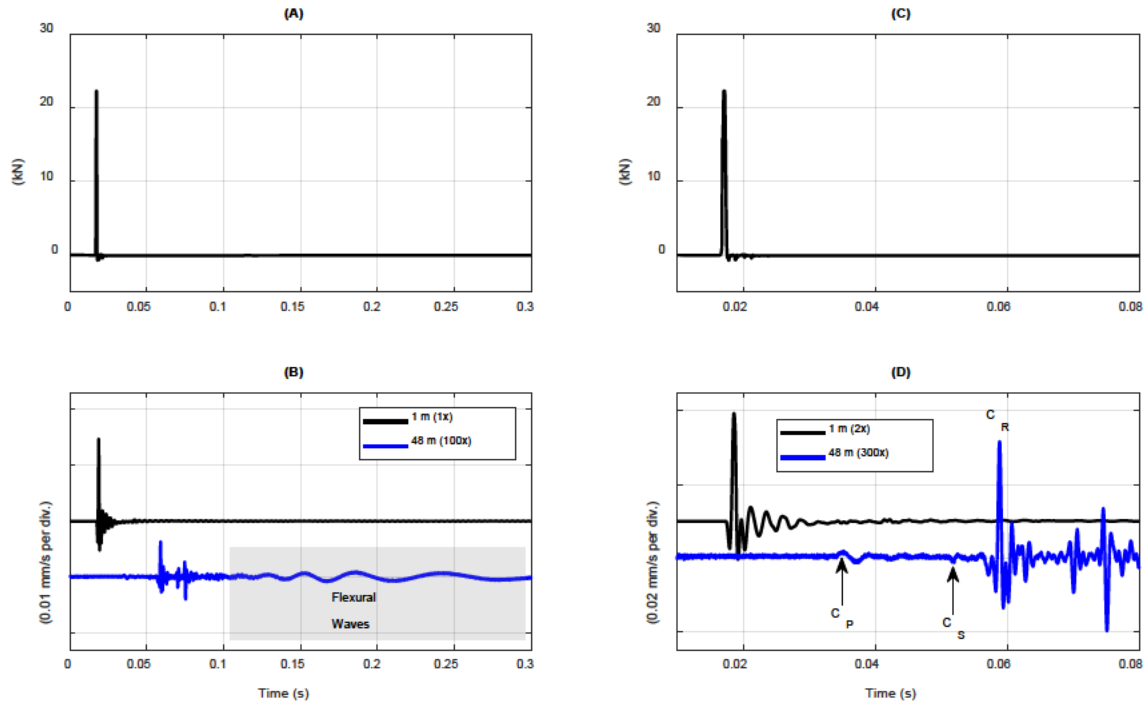 (A)
30
20
10
0
(kN)
0
0.05
0.1
0.15
0.2
0.25
0.3
(C)
30
20
10
0
(kN)
0.02
0.04
0.06
0.08
(B)
1 m (1x)
48 m (100x)
(0.01 mm/s per div.)
Flexural
Waves
0
0.05
0.1
0.15
0.2
0.25
0.3
Time (s)
(D)
C R
1 m (2x)
48 m (300x)
(0.02 mm/s per div.)
C P
C S
0.02
0.04
0.06
0.08
Time (s)